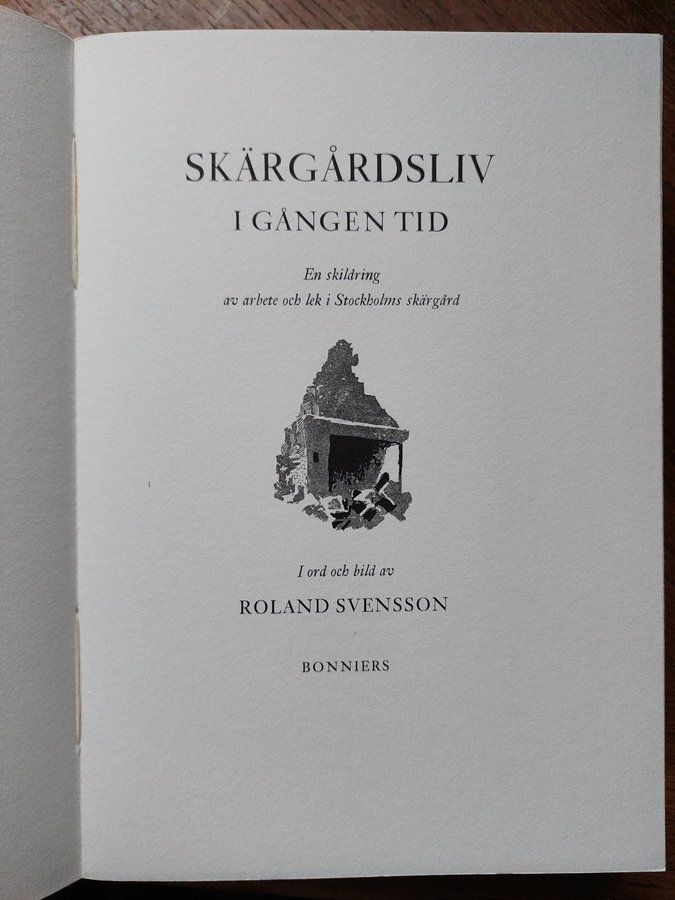 SKÄRGÅRDSLIV
I GÅNGEN TID
En skildring
av arbete och lek i Stockholms skärgård
I ord och bild av
ROLAND SVENSSON
BONNIERS